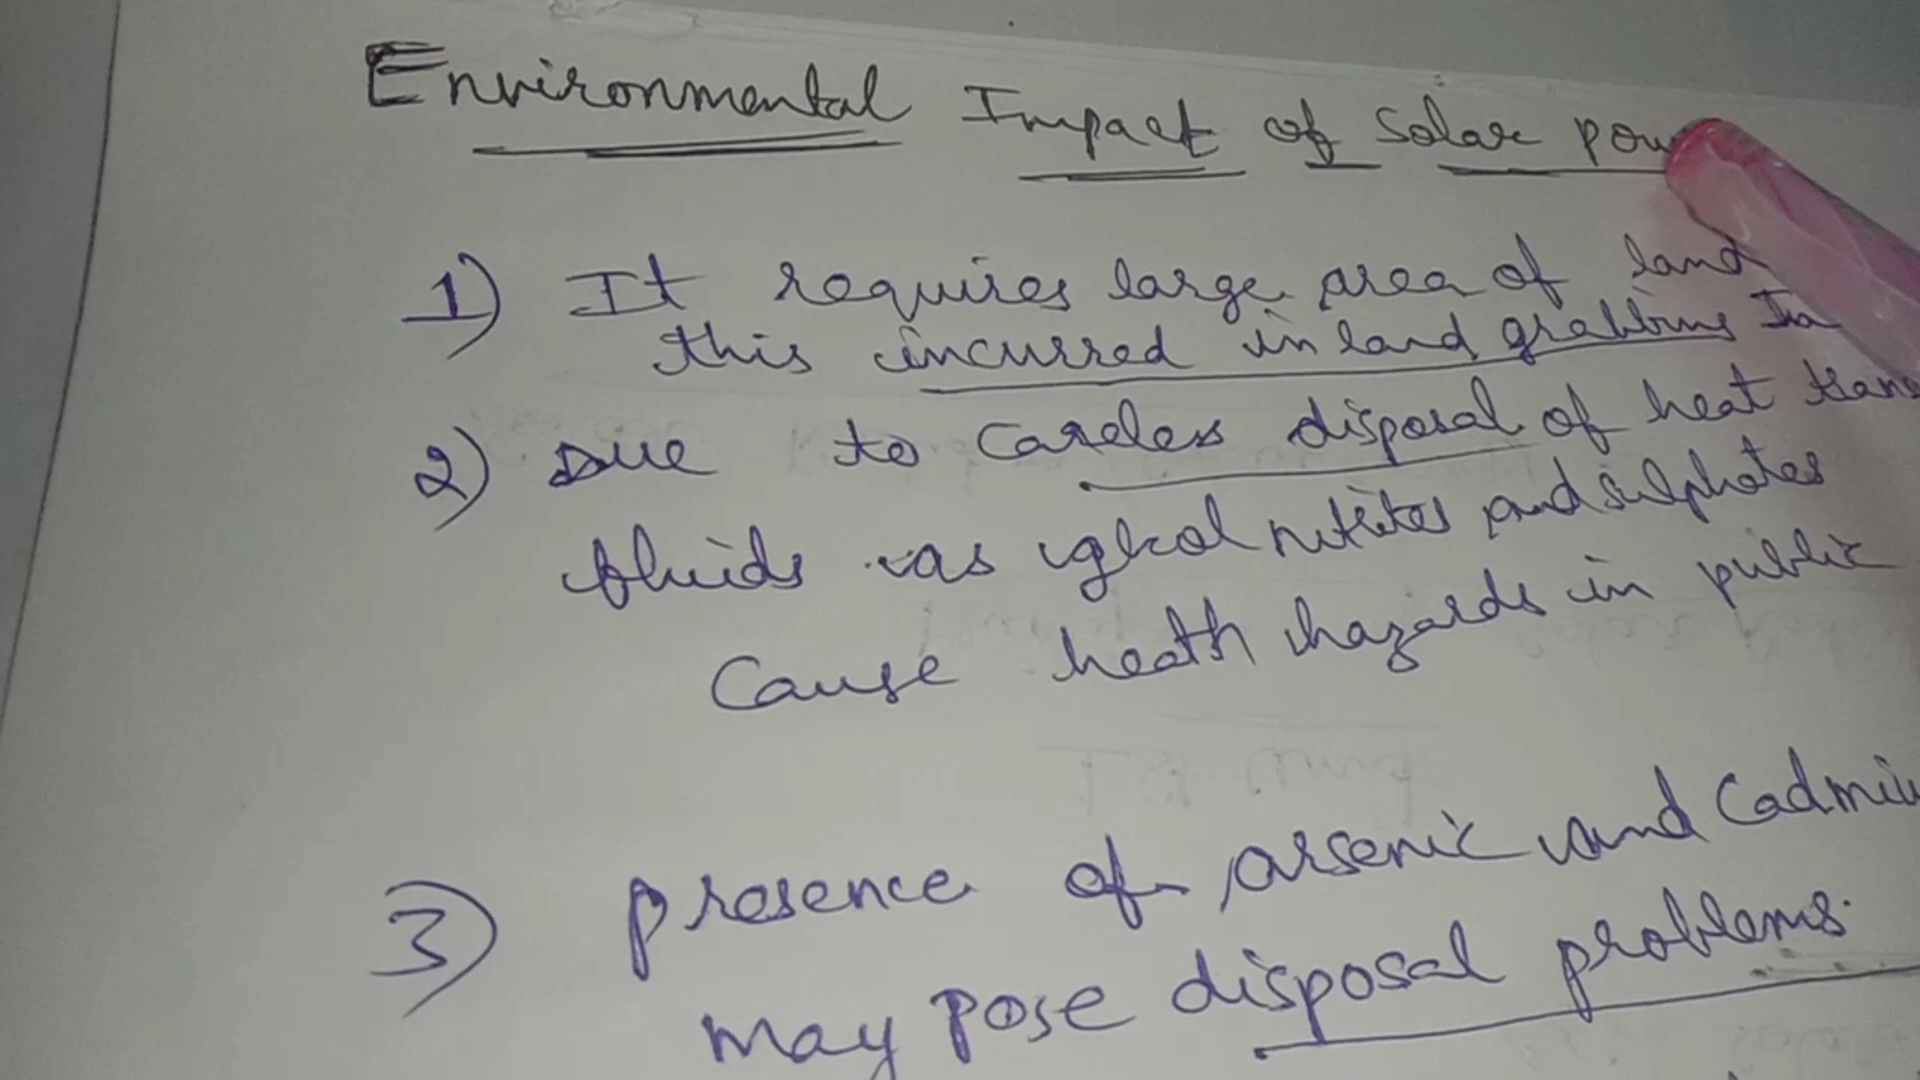 Environmental Impact of Solar pow
1) It requires large area of land
this incurred in land grabbing
2) Due to Careless disposal of heat trans
fluids as nitrites and sulphates
Cause heath hazards in public
3) presence of arsenic and Cadmiu
may pose disposal problems.